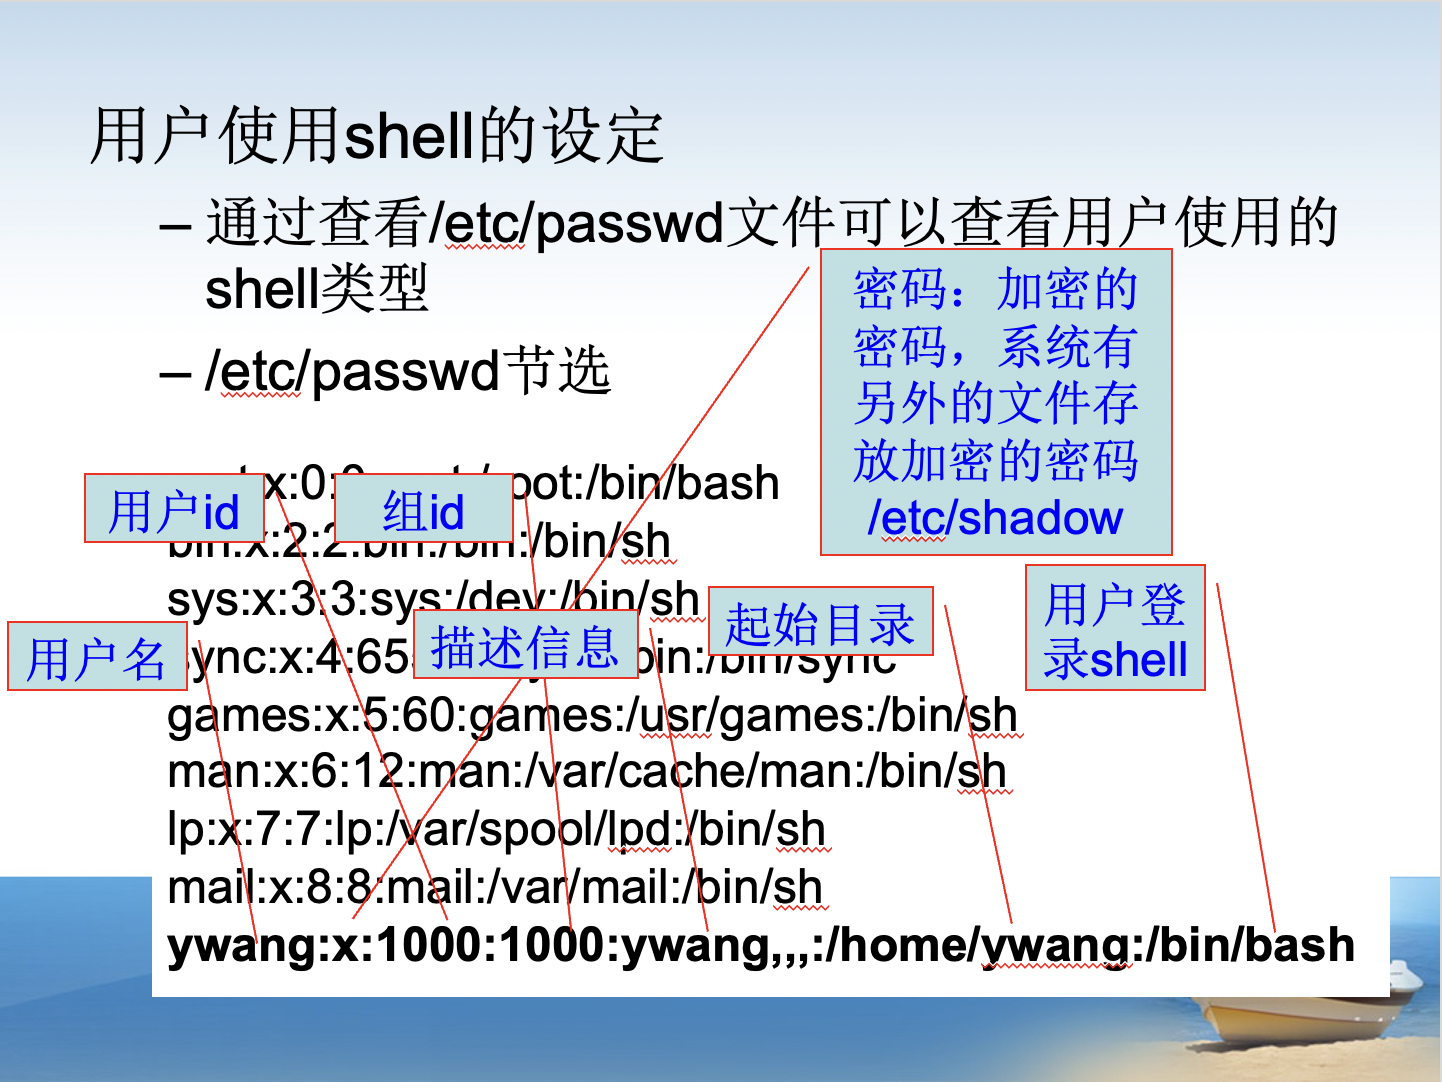 用户使用shell的设定
– 通过查看/etc/passwd文件可以查看用户使用的
shell类型
– /etc/passwd节选
密码：加密的
密码，系统有
另外的文件存
放加密的密码
/etc/shadow
x:0:0 oot:/bin/bash
用户id
组id
bin:x:2:2:bin:/bin:/bin/sh
sys:x:3:3:sys:/dev:/bin/sh
用户名
描述信息
起始目录
用户登
录shell
ync:x:4:65 bin:/bin/sync
games:x:5:60:games:/usr/games:/bin/sh
man:x:6:12:man:/var/cache/man:/bin/sh
lp:x:7:7:lp:/var/spool/lpd:/bin/sh
mail:x:8:8:mail:/var/mail:/bin/sh
ywang:x:1000:1000:ywang,,,:/home/ywang:/bin/bash